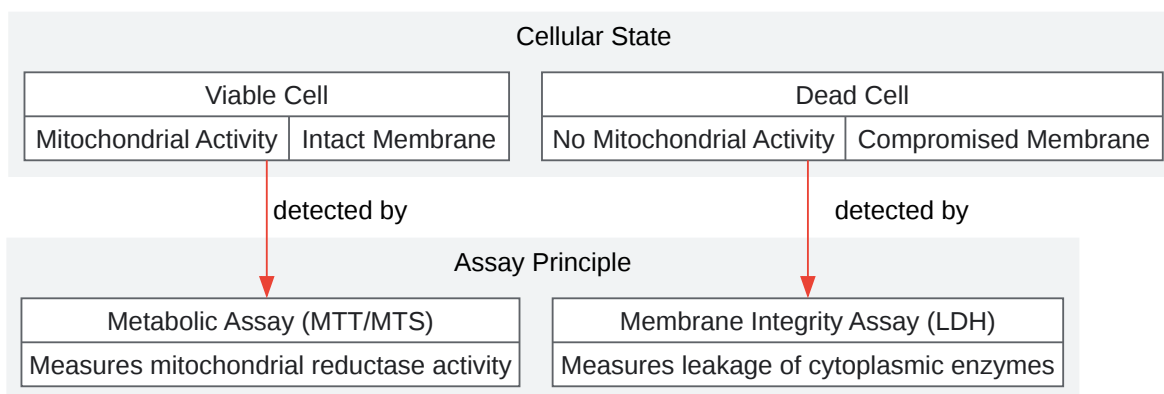 Cellular State
Viable Cell
Dead Cell
Mitochondrial Activity
Intact Membrane
No Mitochondrial Activity
Compromised Membrane
detected by
detected by
Assay Principle
Metabolic Assay (MTT/MTS)
Membrane Integrity Assay (LDH)
Measures mitochondrial reductase activity
Measures leakage of cytoplasmic enzymes